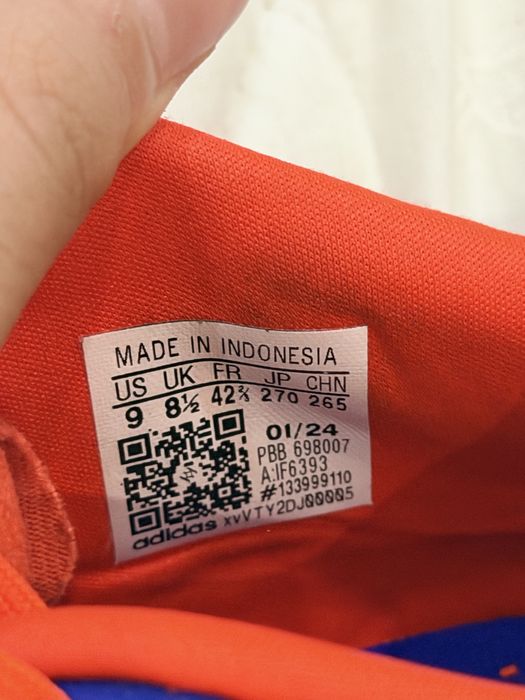 MADE IN INDONESIA
US UK FR JP CHN
9 8½ 42⅔ 270 265
01/24
PBB 698007
A:IF6393
#133999110
adidas XVVTY2DJ00005